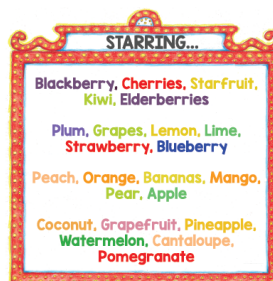 STARRING...
Blackberry, Cherries, Starfruit,
Kiwi, Elderberries
Plum, Grapes, Lemon, Lime,
Strawberry, Blueberry
Peach, Orange, Bananas, Mango,
Pear, Apple
Coconut, Grapefruit, Pineapple,
Watermelon, Cantaloupe,
Pomegranate